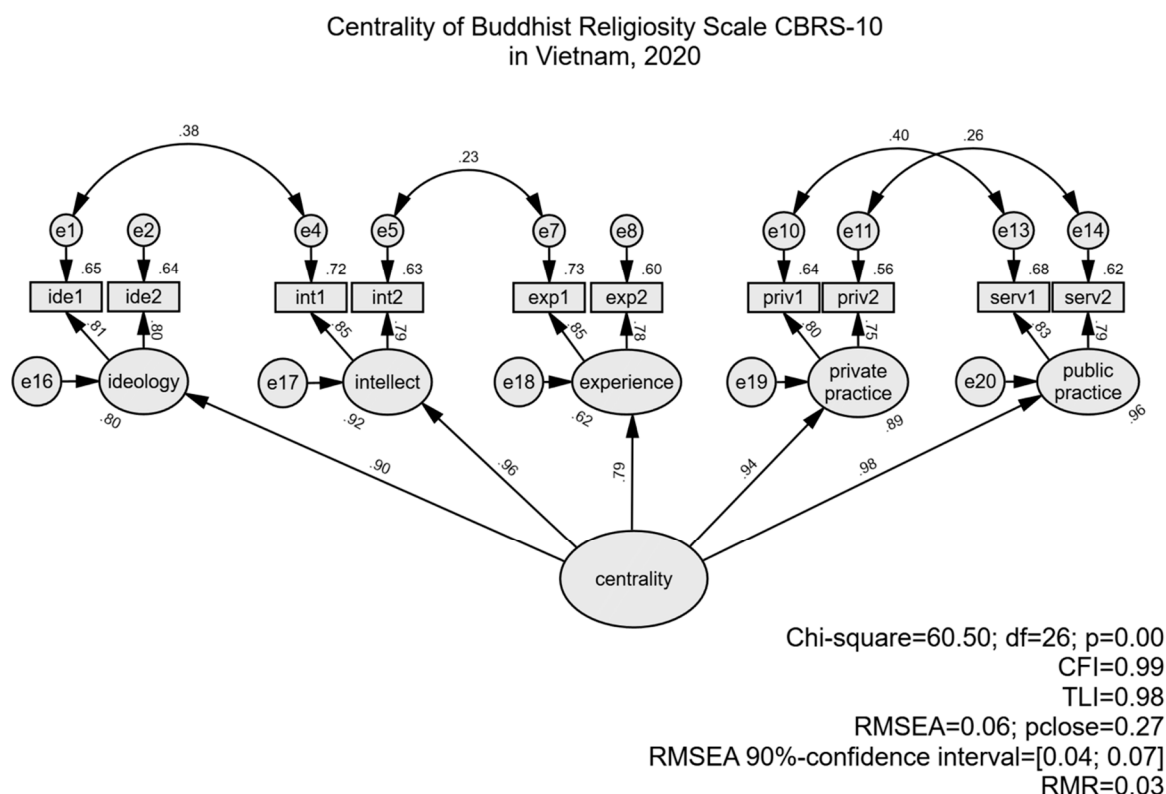 Centrality of Buddhist Religiosity Scale CBRS-10
in Vietnam, 2020
.38
.23
.40
.26
e1
e2
e4
e5
e7
e8
e10
e11
e13
e14
.65
.64
.72
.63
.73
.60
.64
.56
.68
.62
ide1
ide2
int1
int2
exp1
exp2
priv1
priv2
serv1
serv2
.81
.80
.85
.79
.85
.78
.80
.75
.83
.79
e16
ideology
e17
intellect
e18
experience
e19
private
practice
e20
public
practice
.80
.92
.62
.89
.96
.90
.96
.79
.94
.98
centrality
Chi-square=60.50; df=26; p=0.00
CFI=0.99
TLI=0.98
RMSEA=0.06; pclose=0.27
RMSEA 90%-confidence interval=[0.04; 0.07]
RMR=0.03